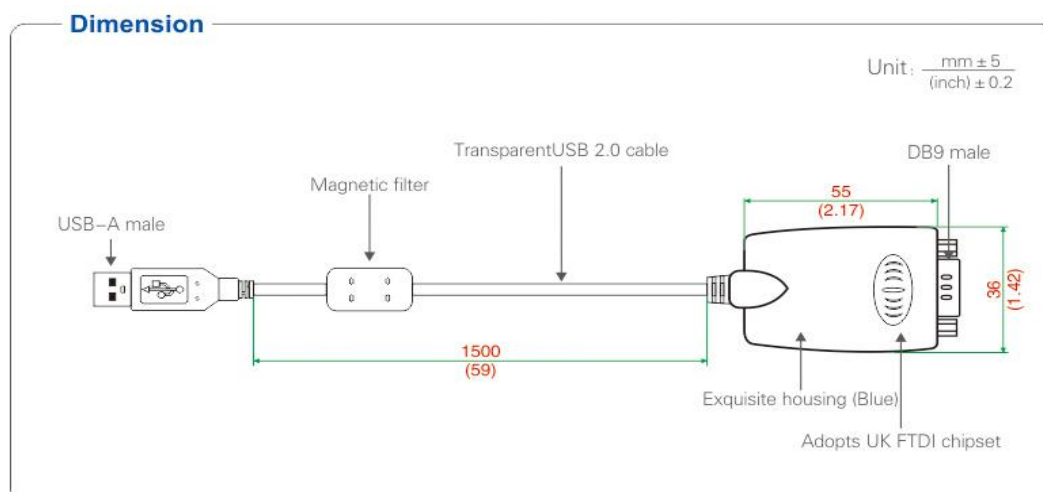 Dimension
Unit: mm ± 5
(inch) ± 0.2
TransparentUSB 2.0 cable
DB9 male
Magnetic filter
55
(2.17)
USB-A male
36
(1.42)
1500
(59)
Exquisite housing (Blue)
Adopts UK FTDI chipset